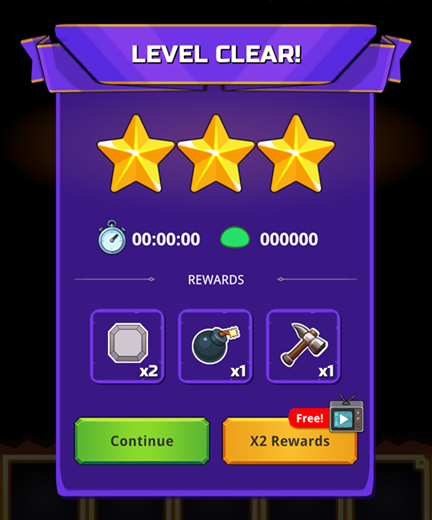 LEVEL CLEAR!
00:00:00 000000
REWARDS
x2 x1 x1
Free!
Continue X2 Rewards